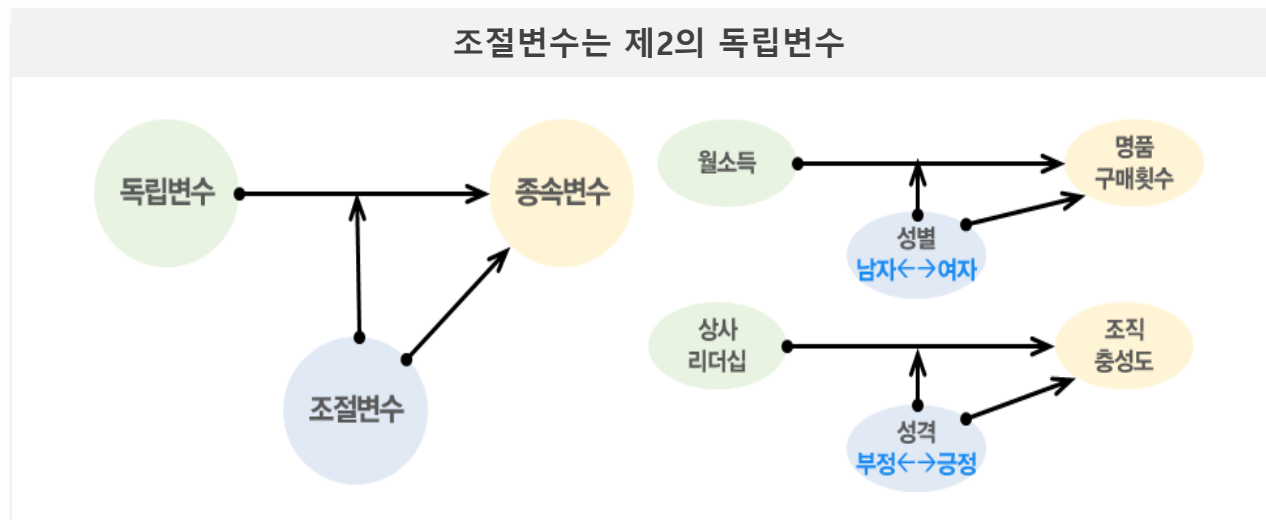 조절변수는 제2의 독립변수
독립변수
종속변수
조절변수
월소득
명품
구매횟수
성별
남자←→여자
상사
리더십
조직
충성도
성격
부정←→긍정